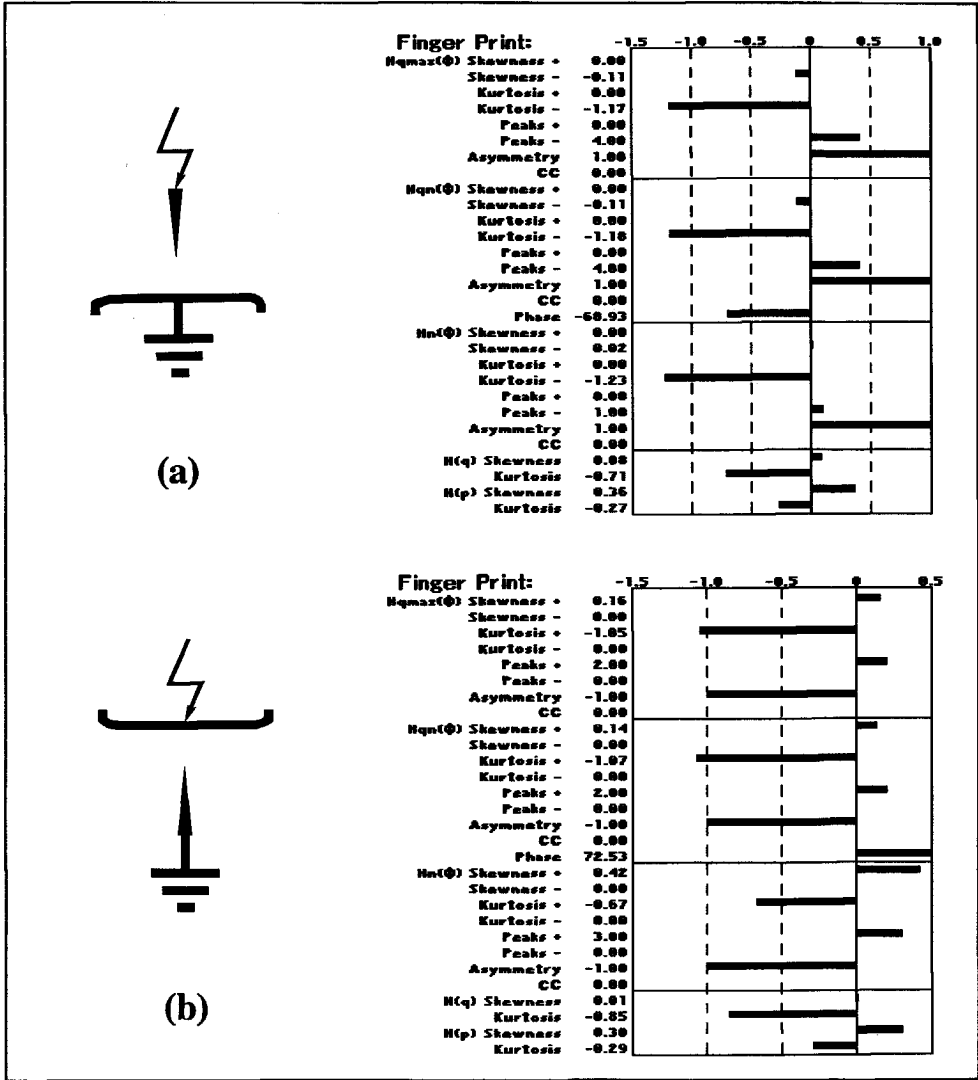 Finger Print:
-1.5 -1.0 -0.5 0 0.5 1.0
Hqmax(Φ) Skewness + 0.00
Skewness - -0.11
Kurtosis + 0.00
Kurtosis - -1.17
Peaks + 0.00
Peaks - 4.00
Asymmetry 1.00
CC 0.00
Hqn(Φ) Skewness + 0.00
Skewness - -0.11
Kurtosis + 0.00
Kurtosis - -1.18
Peaks + 0.00
Peaks - 4.00
Asymmetry 1.00
CC 0.00
Phase -68.93
Hn(Φ) Skewness + 0.00
Skewness - 0.02
Kurtosis + 0.00
Kurtosis - -1.23
Peaks + 0.00
Peaks - 1.00
Asymmetry 1.00
CC 0.00
H(q) Skewness 0.08
Kurtosis -0.71
H(p) Skewness 0.36
Kurtosis -0.27
(a)
Finger Print:
-1.5 -1.0 -0.5 0 0.5
Hqmax(Φ) Skewness + 0.16
Skewness - 0.00
Kurtosis + -1.05
Kurtosis - 0.00
Peaks + 2.00
Peaks - 0.00
Asymmetry -1.00
CC 0.00
Hqn(Φ) Skewness + 0.14
Skewness - 0.00
Kurtosis + -1.07
Kurtosis - 0.00
Peaks + 2.00
Peaks - 0.00
Asymmetry -1.00
CC 0.00
Phase 72.53
Hn(Φ) Skewness + 0.42
Skewness - 0.00
Kurtosis + -0.67
Kurtosis - 0.00
Peaks + 3.00
Peaks - 0.00
Asymmetry -1.00
CC 0.00
H(q) Skewness 0.01
Kurtosis -0.85
H(p) Skewness 0.30
Kurtosis -0.29
(b)